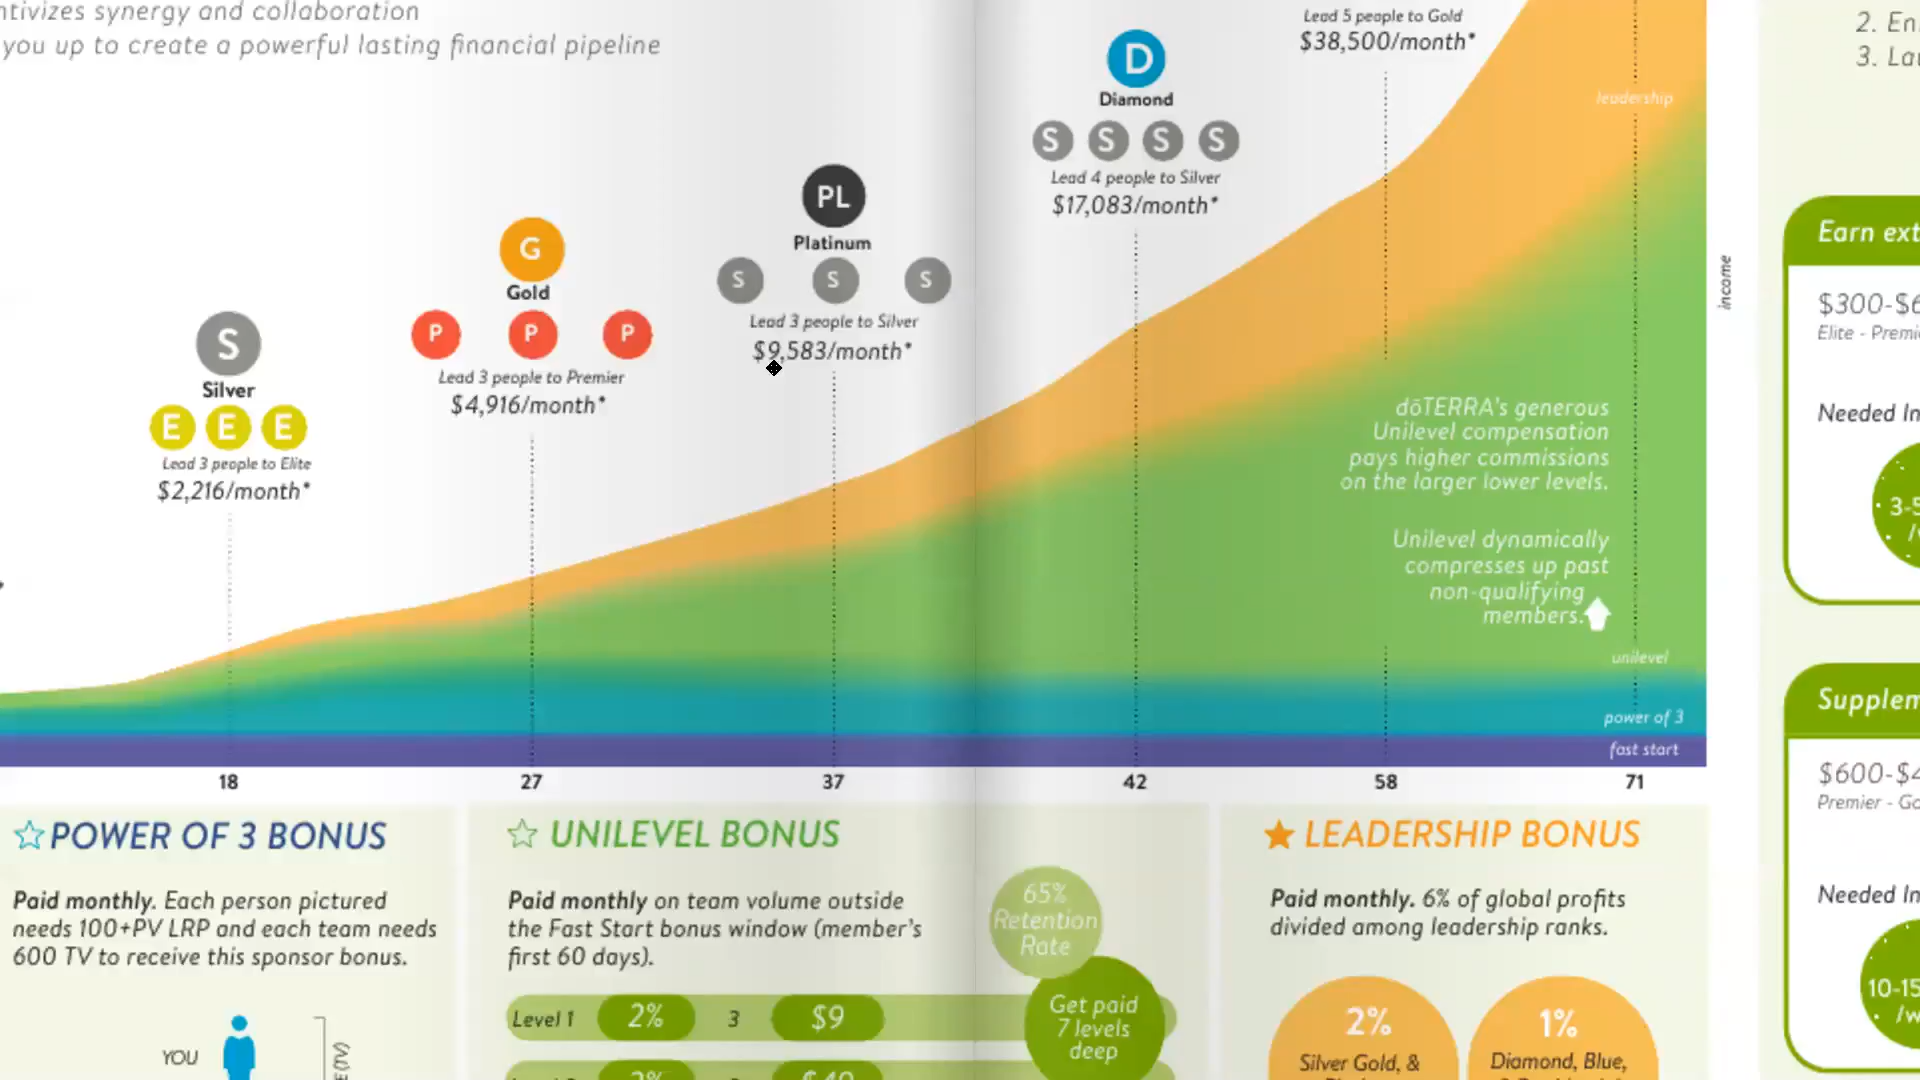 ntivizes synergy and collaboration
you up to create a powerful lasting financial pipeline
Lead 5 people to Gold
$38,500/month*
2. En
3. Lau
D
Diamond
S S S S
Lead 4 people to Silver
$17,083/month*
leadership
PL
Platinum
S S S
Lead 3 people to Silver
$9,583/month*
G
Gold
P P P
Lead 3 people to Premier
$4,916/month*
S
Silver
E E E
Lead 3 people to Elite
$2,216/month*
income
Earn ext
$300-$6
Elite - Premi
Needed In
3-5
/
dōTERRA's generous
Unilevel compensation
pays higher commissions
on the larger lower levels.
Unilevel dynamically
compresses up past
non-qualifying
members.
unilevel
power of 3
fast start
18 27 37 42 58 71
Supplem
$600-$4
Premier - Go
Needed In
10-15
/w
POWER OF 3 BONUS
Paid monthly. Each person pictured
needs 100+PV LRP and each team needs
600 TV to receive this sponsor bonus.
YOU
E (TV)
UNILEVEL BONUS
Paid monthly on team volume outside
the Fast Start bonus window (member's
first 60 days).
65%
Retention
Rate
Get paid
7 levels
deep
Level 1 2% 3 $9
LEADERSHIP BONUS
Paid monthly. 6% of global profits
divided among leadership ranks.
2%
Silver Gold, &
1%
Diamond, Blue,